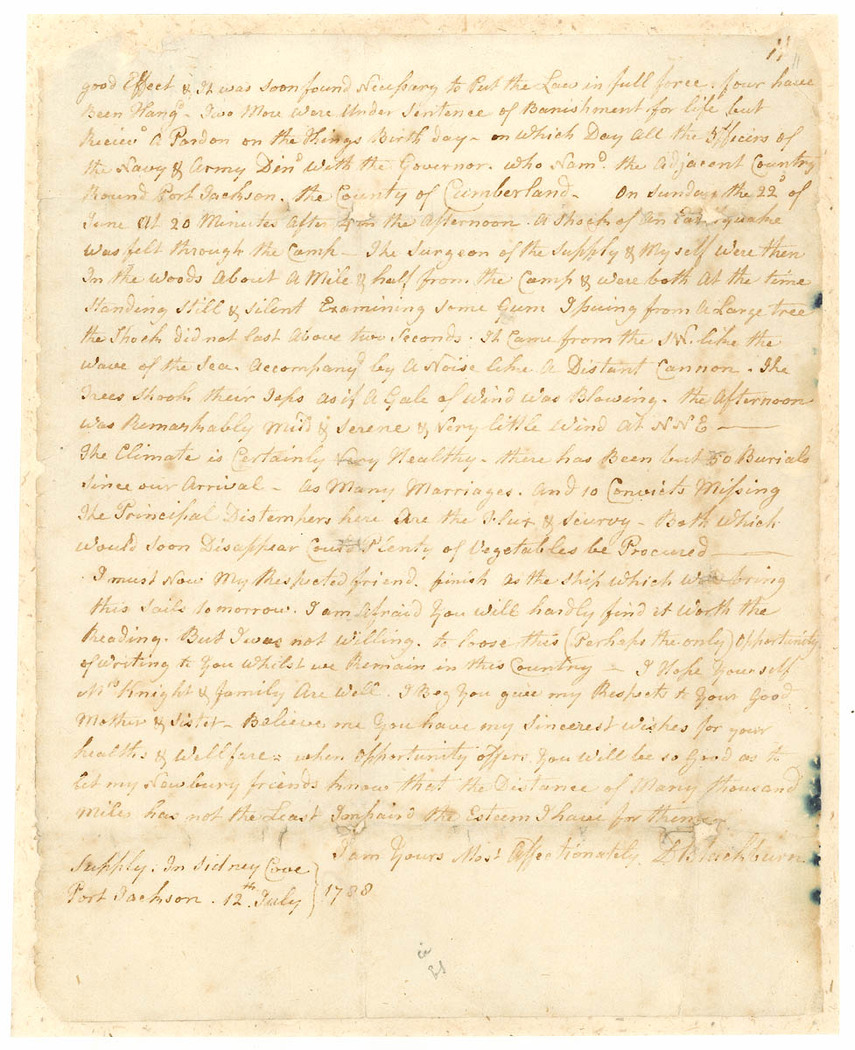 11
good Effect & It was soon found Necessary to Put the Law in full force. four have
Been Hang'd - Two More were Under Sentence of Banishment for life but
Reciev'd A Pardon on the Kings Birth day - on which Day All the Officers of
the Navy & Army Din'd with the Governor. who Nam'd the Adjacent Country
Round Port Jackson. the County of Cumberland - On Sunday the 22d of
June At 20 Minutes After 4 in the Afternoon. A Shock of An Earthquake
was felt through the Camp - The Surgeon of the Supply & Myself were then
In the woods About A Mile & half from the Camp & were both At the time
Standing Still & Silent Examining some Gum Issuing from A Large tree
the Shock did not last Above two Seconds. It Came from the SW. like the
wave of the Sea. Accompany'd by A Noise like A Distant Cannon. The
Trees Shook their Tops as if A Gale of Wind was Blowing. the Afternoon
was Remarkably Mild & Serene & Very little Wind At NNE —
The Climate is Certainly Very Healthy - there has Been but 50 Burials
since our Arrival - as Many Marriages. And 10 Convicts Missing
The Principal Distempers here Are the Flux & Scurvy - Both which
would soon Disappear Could Plenty of Vegetables be Procured —
I must Now My Respected friend. finish as the Ship which will bring
this Sails tomorrow. I am Afraid You will hardly find it worth the
Reading. But I was not willing. to loose this (Perhaps the only) Opportunity
of writing to You whilst we Remain in this Country - I Hope Yourself
Mrs Knight & family Are Well. I Beg You give my Respects to Your Good
Mother & Sister - Believe me You have my Sincerest wishes for your
healths & Wellfare - when Opportunity offers You will be so Good as to
Let my Newbury friends know that the Distance of Many thousand
miles has not the Least Impaird the Esteem I have for them
I am Yours Most Affectionately D Blackburn
Supply. In Sidney Cove
Port Jackson. 12th July } 1788